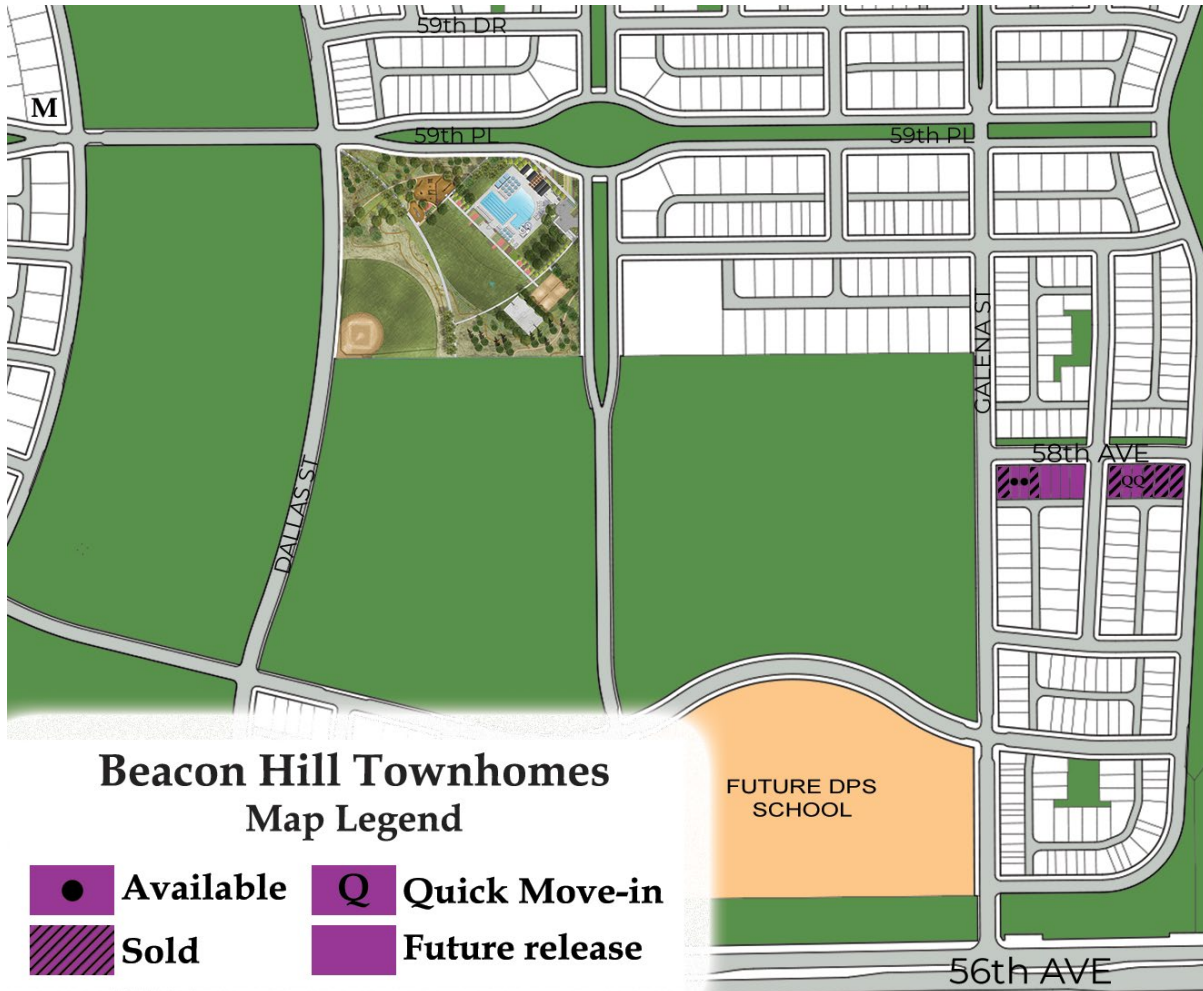 59th DR
M
59th PL
59th PL
GALENA ST
58th AVE
QQ
DALLAS ST
FUTURE DPS
SCHOOL
Beacon Hill Townhomes
Map Legend
Available
Q
Quick Move-in
Sold
Future release
56th AVE